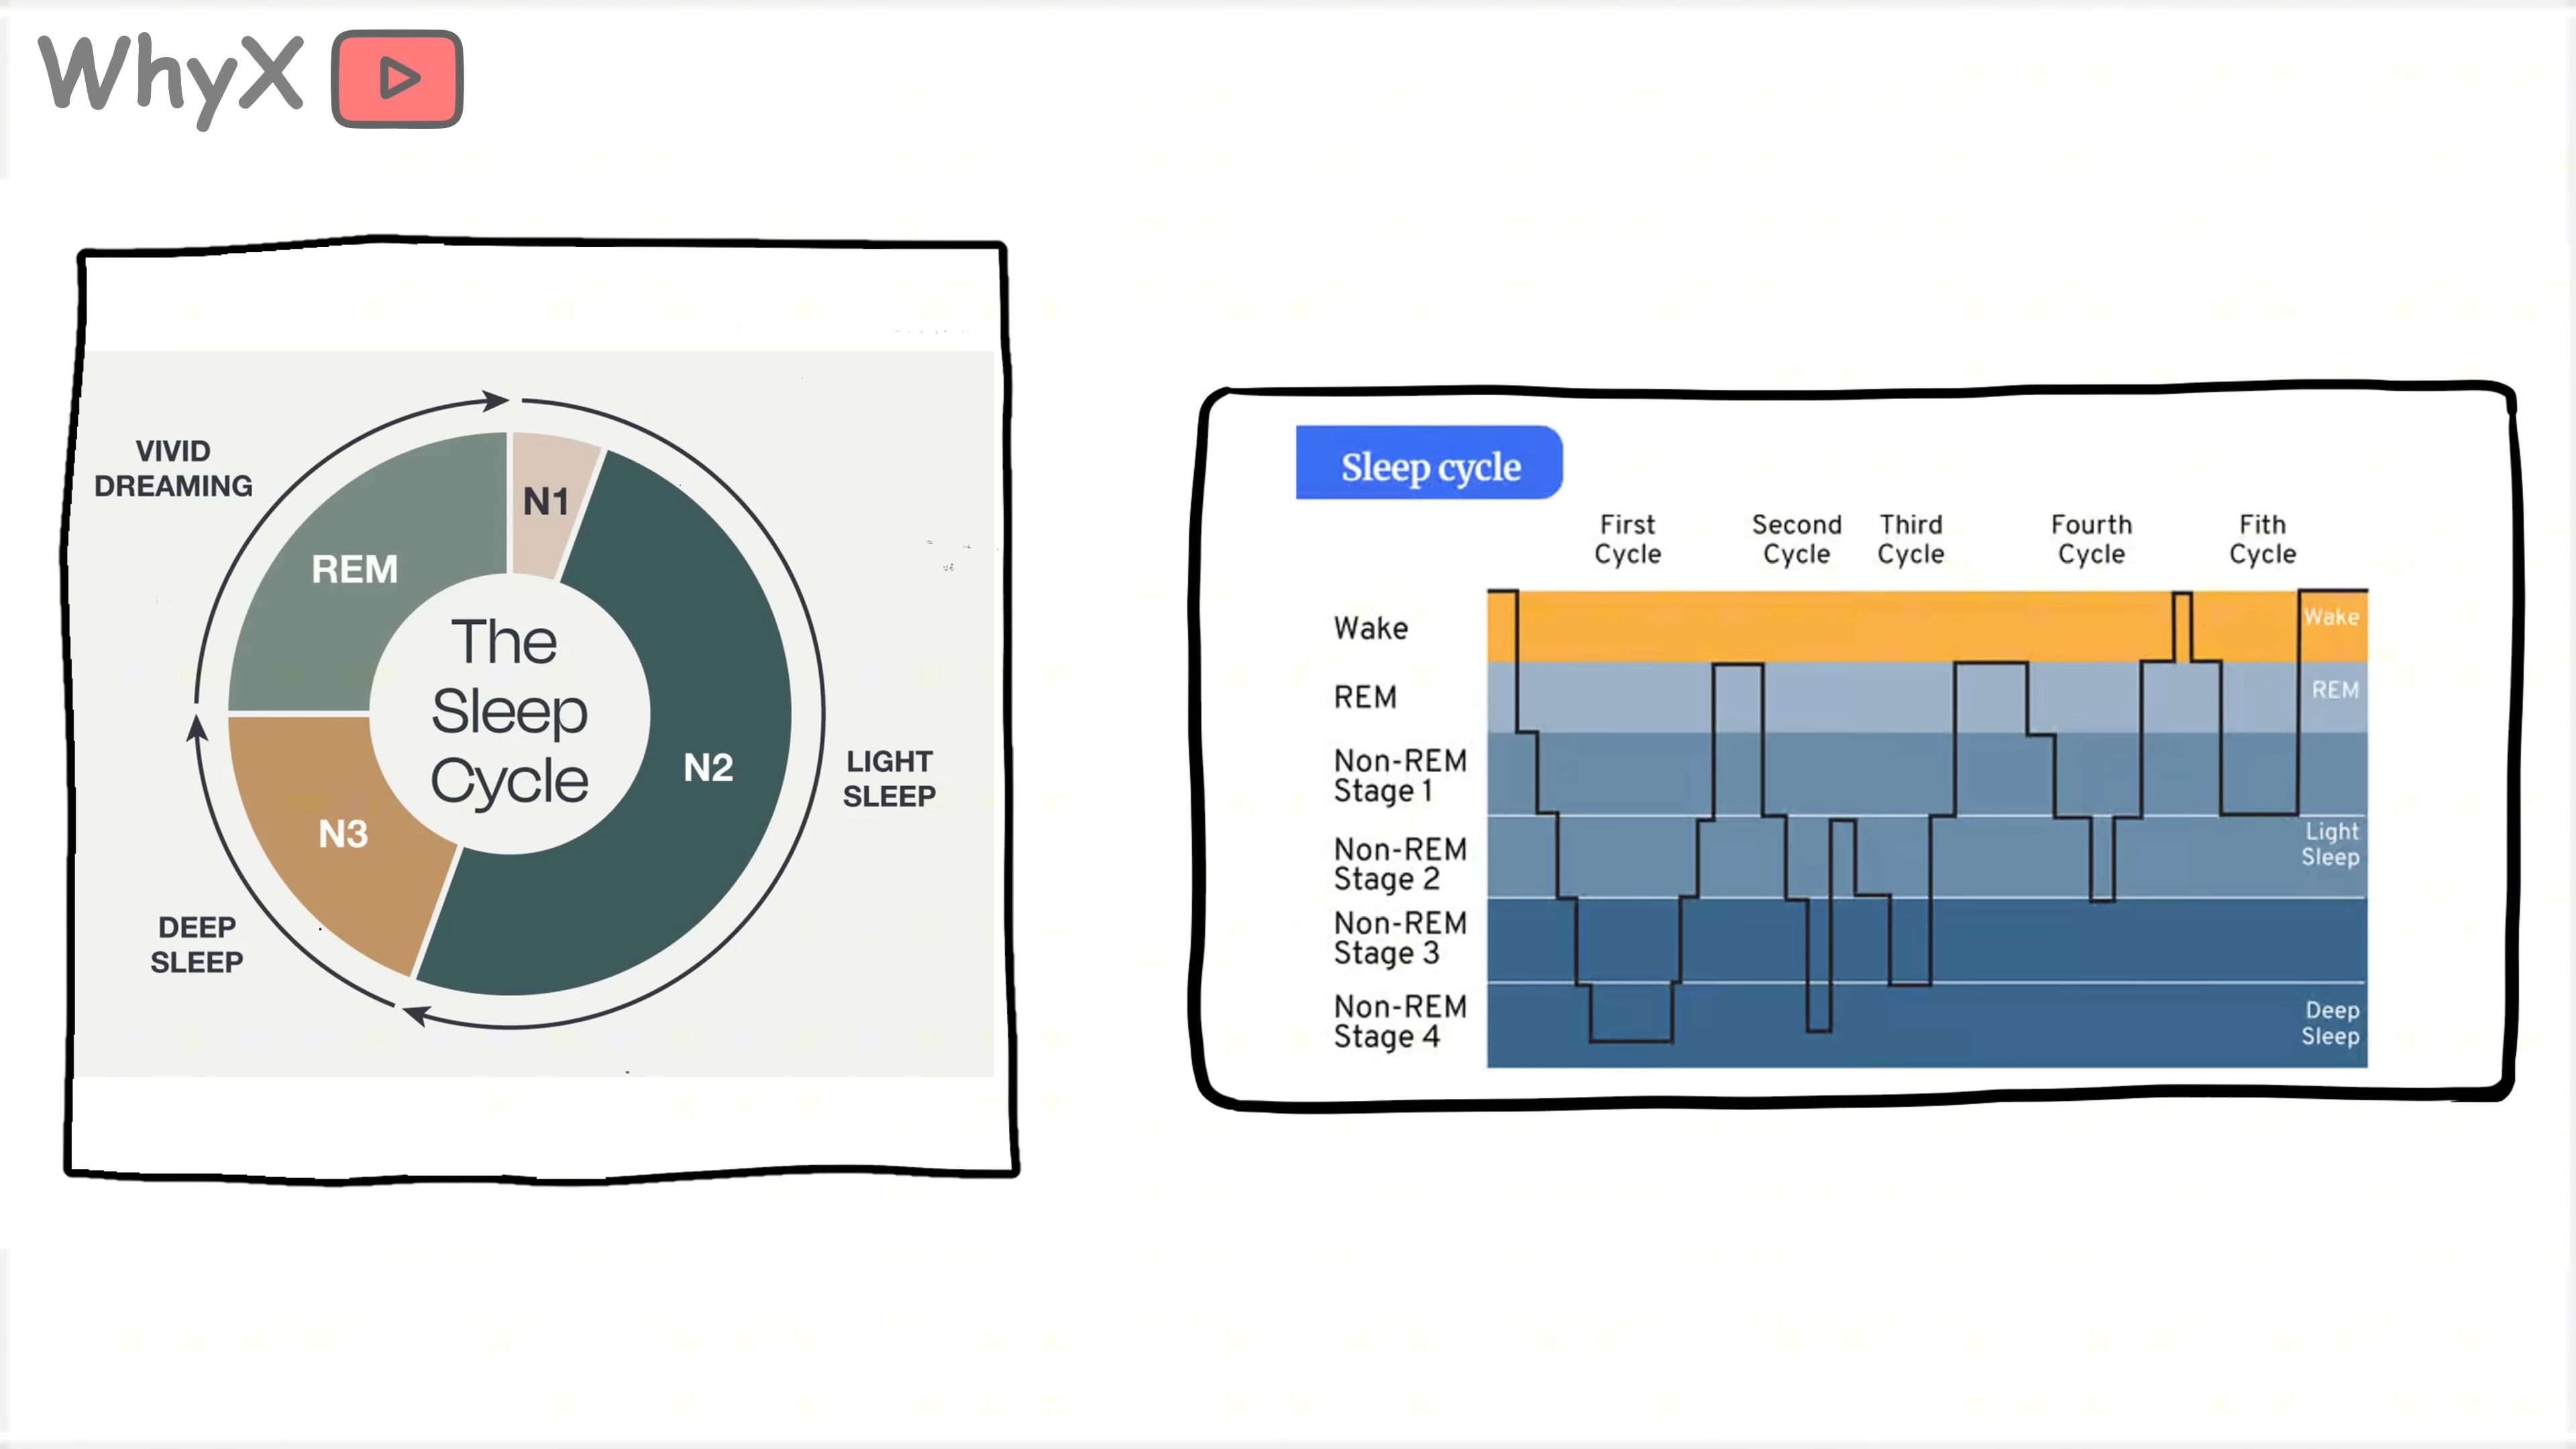 WhyX
VIVID
DREAMING
REM
N1
The
Sleep
Cycle
N2
N3
LIGHT
SLEEP
DEEP
SLEEP
Sleep cycle
First
Cycle
Second
Cycle
Third
Cycle
Fourth
Cycle
Fith
Cycle
Wake
REM
Non-REM
Stage 1
Non-REM
Stage 2
Non-REM
Stage 3
Non-REM
Stage 4
Wake
REM
Light
Sleep
Deep
Sleep